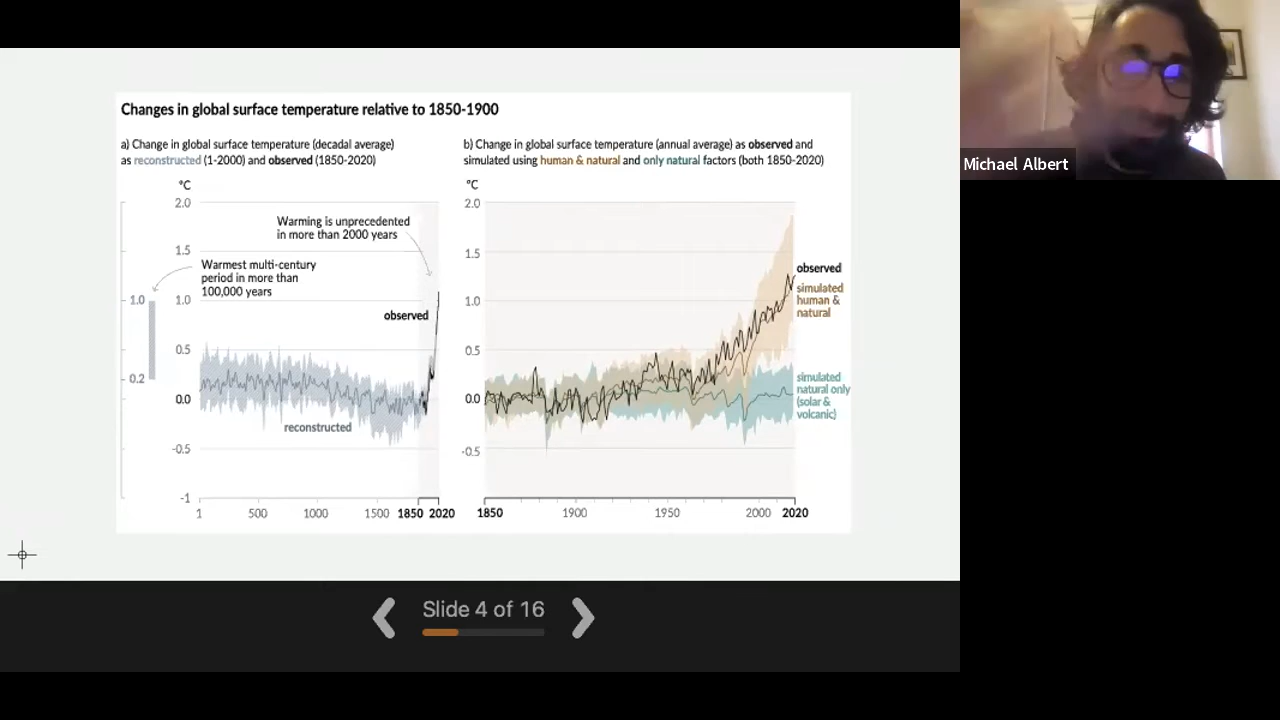 Changes in global surface temperature relative to 1850-1900
a) Change in global surface temperature (decadal average)
as reconstructed (1-2000) and observed (1850-2020)
°C
2.0
1.5
1.0
0.5
0.0
-0.5
-1
1.0
0.2
Warming is unprecedented
in more than 2000 years
Warmest multi-century
period in more than
100,000 years
observed
reconstructed
1 500 1000 1500 1850 2020
b) Change in global surface temperature (annual average) as observed and
simulated using human & natural and only natural factors (both 1850-2020)
°C
2.0
1.5
1.0
0.5
0.0
-0.5
observed
simulated
human &
natural
simulated
natural only
(solar &
volcanic)
1850 1900 1950 2000 2020
Slide 4 of 16
Michael Albert